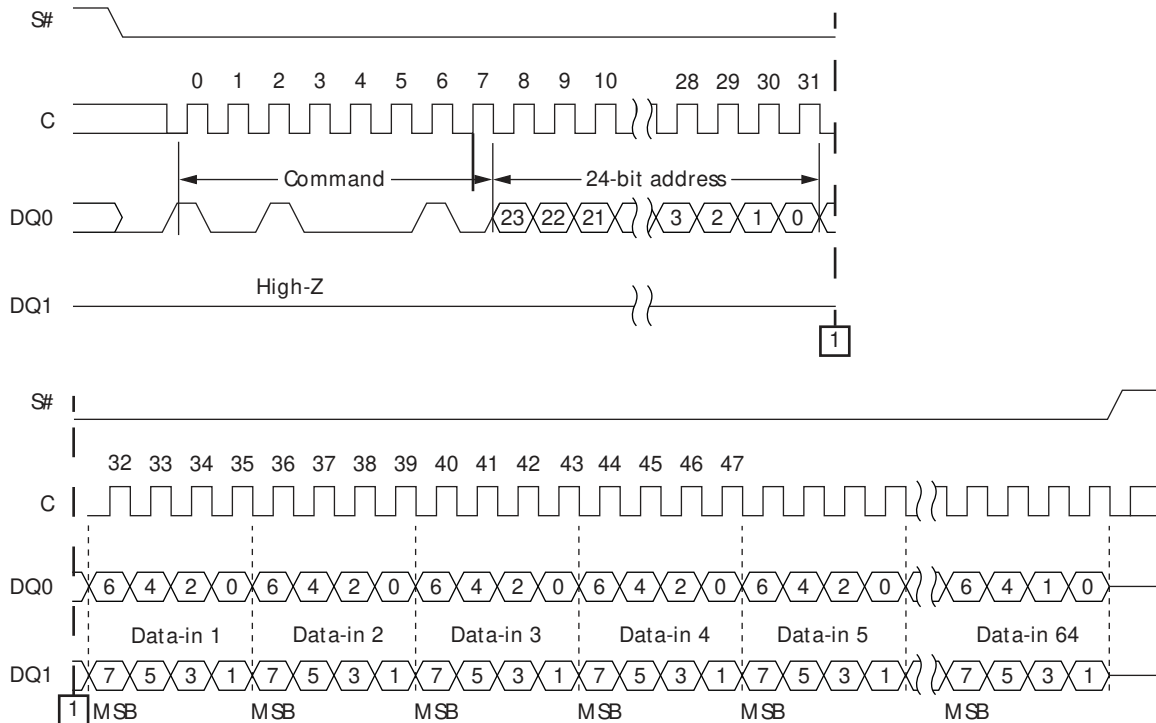 S#
0 1 2 3 4 5 6 7 8 9 10 28 29 30 31
C
Command 24-bit address
DQ0 23 22 21 3 2 1 0
High-Z
DQ1
1
S#
32 33 34 35 36 37 38 39 40 41 42 43 44 45 46 47
C
DQ0 6 4 2 0 6 4 2 0 6 4 2 0 6 4 2 0 6 4 2 0 6 4 1 0
Data-in 1 Data-in 2 Data-in 3 Data-in 4 Data-in 5 Data-in 64
DQ1 7 5 3 1 7 5 3 1 7 5 3 1 7 5 3 1 7 5 3 1 7 5 3 1
1 MSB MSB MSB MSB MSB MSB